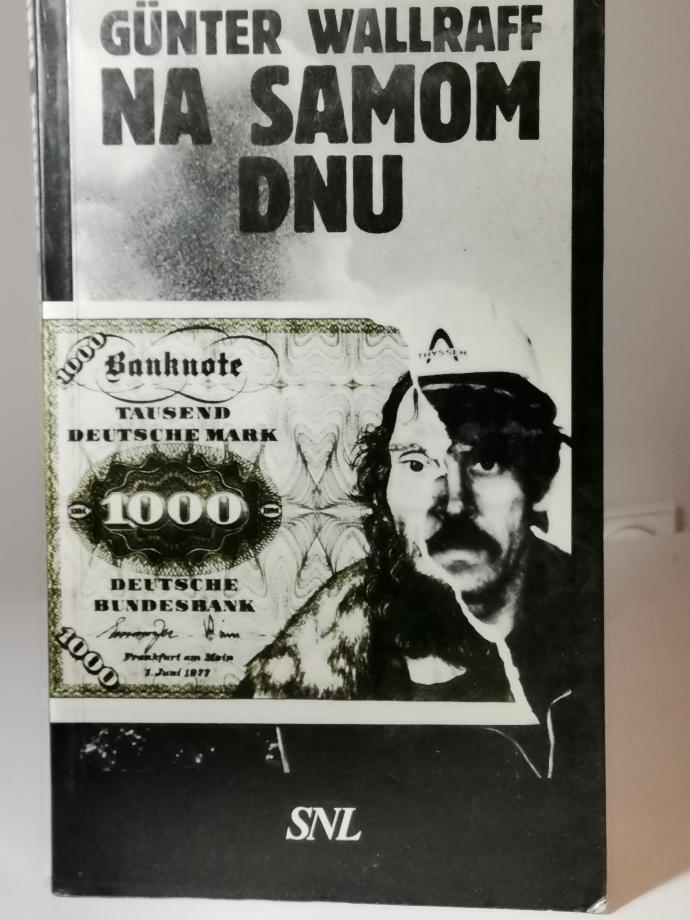 GÜNTER WALLRAFF
NA SAMOM
DNU
1000
Banknote
TAUSEND
DEUTSCHE MARK
1000
DEUTSCHE
BUNDESBANK
Frankfurt am Main
1. Juni 1977
1000
THYSSEN
SNL